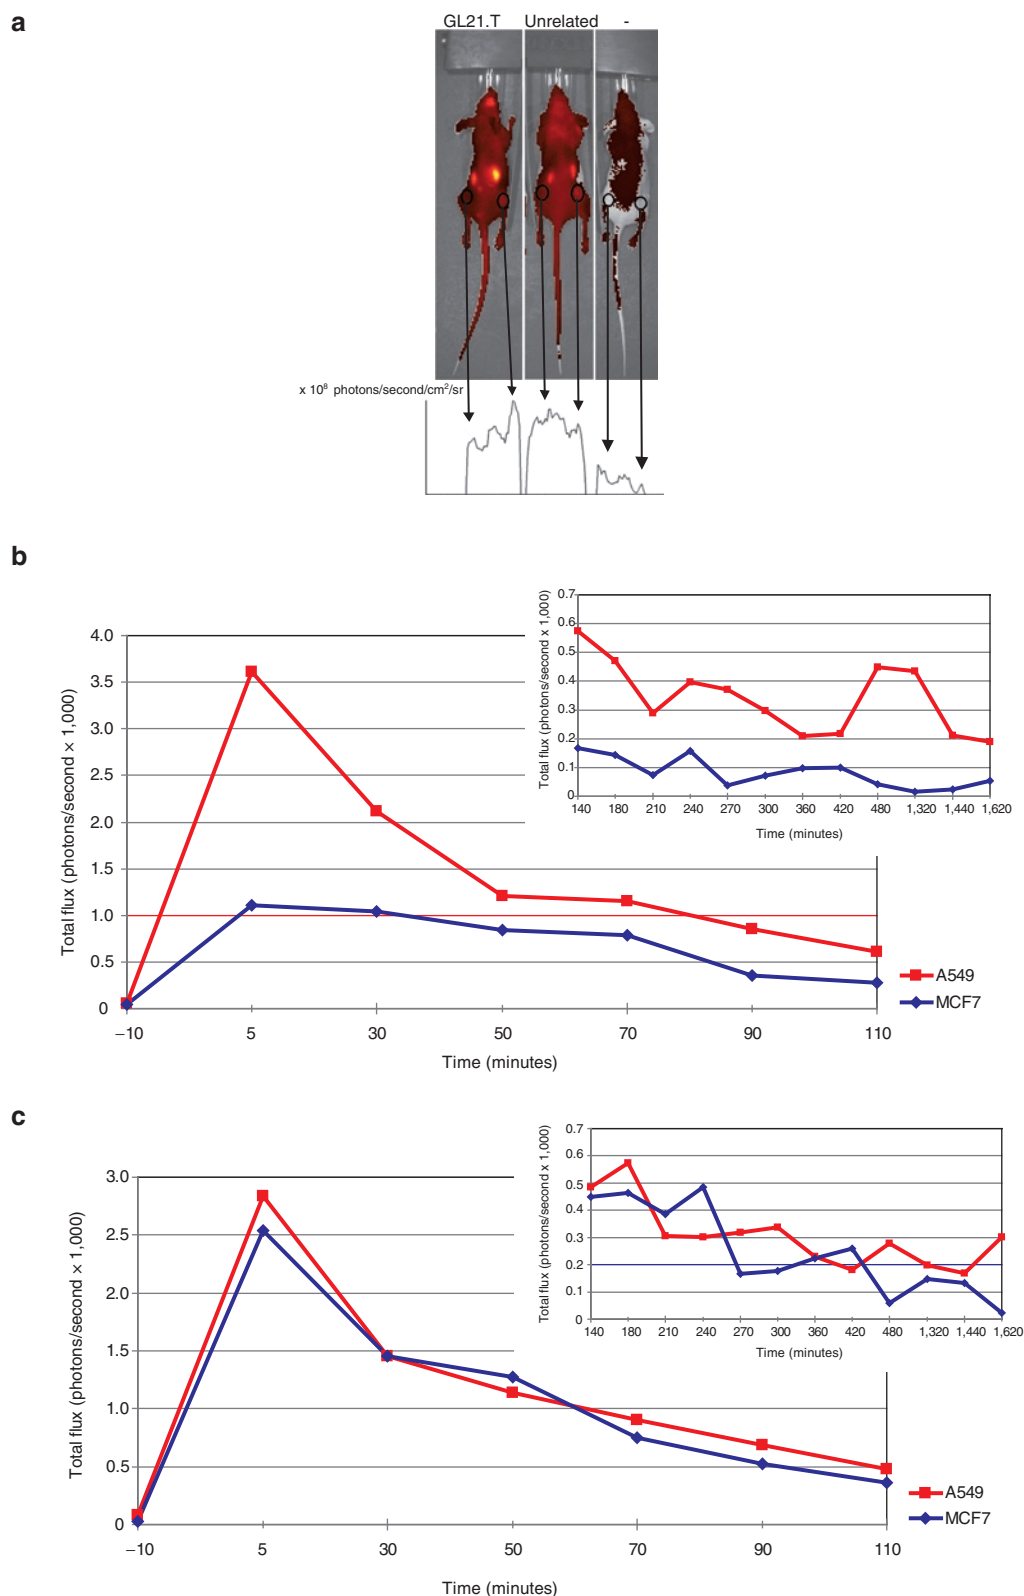 a
GL21.T Unrelated -
x 10⁸ photons/second/cm²/sr
b
Total flux (photons/second × 1,000)
4.0
3.5
3.0
2.5
2.0
1.5
1.0
0.5
0
–10 5 30 50 70 90 110
Time (minutes)
A549
MCF7
Total flux (photons/second x 1,000)
0.7
0.6
0.5
0.4
0.3
0.2
0.1
0
140 180 210 240 270 300 360 420 480 1,320 1,440 1,620
Time (minutes)
c
Total flux (photons/second × 1,000)
3.0
2.5
2.0
1.5
1.0
0.5
0
–10 5 30 50 70 90 110
Time (minutes)
A549
MCF7
Total flux (photons/second x 1,000)
0.7
0.6
0.5
0.4
0.3
0.2
0.1
0
140 180 210 240 270 300 360 420 480 1,320 1,440 1,620
Time (minutes)